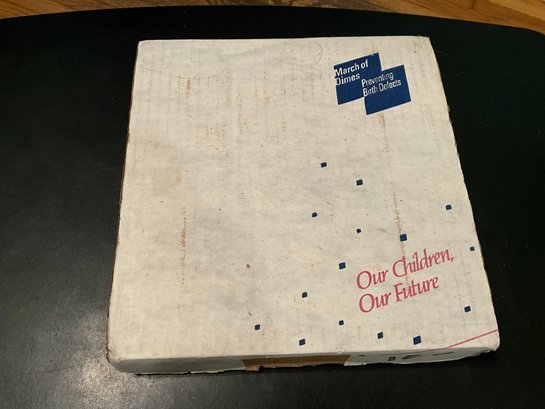 March of
Dimes
Preventing
Birth Defects
Our Children,
Our Future